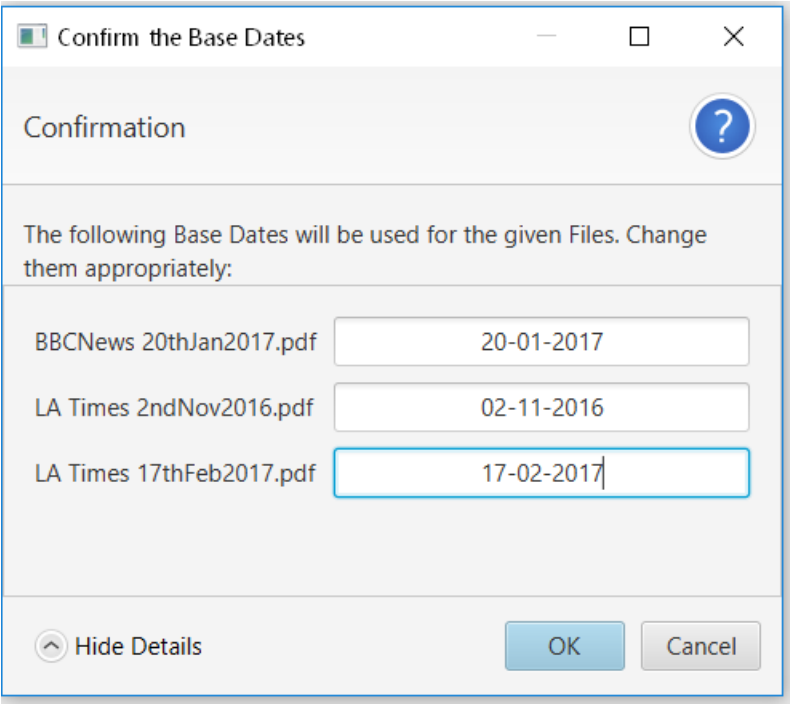 Confirm the Base Dates
Confirmation
?
The following Base Dates will be used for the given Files. Change
them appropriately:
BBCNews 20thJan2017.pdf 20-01-2017
LA Times 2ndNov2016.pdf 02-11-2016
LA Times 17thFeb2017.pdf 17-02-2017
Hide Details OK Cancel